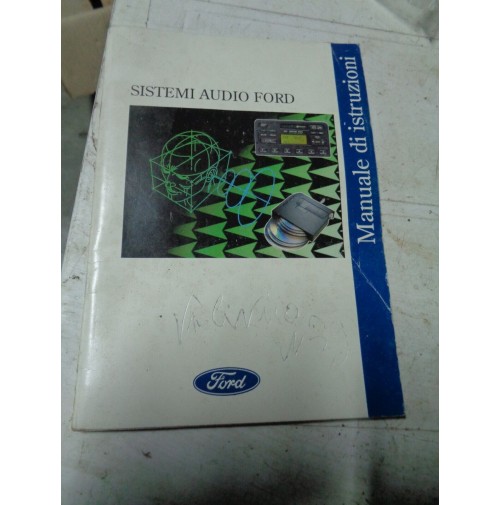 SISTEMI AUDIO FORD
Manuale di istruzioni
Ford